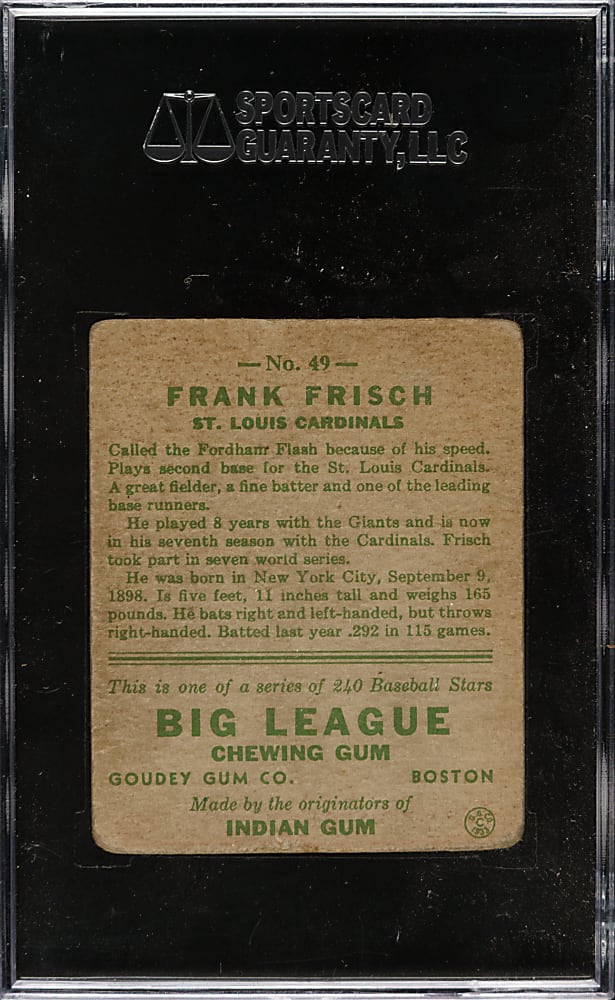 SPORTSCARD
GUARANTY, LLC
— No. 49 —
FRANK FRISCH
ST. LOUIS CARDINALS
Called the Fordham Flash because of his speed.
Plays second base for the St. Louis Cardinals.
A great fielder, a fine batter and one of the leading
base runners.
He played 8 years with the Giants and is now
in his seventh season with the Cardinals. Frisch
took part in seven world series.
He was born in New York City, September 9,
1898. Is five feet, 11 inches tall and weighs 165
pounds. He bats right and left-handed, but throws
right-handed. Batted last year .292 in 115 games.
This is one of a series of 240 Baseball Stars
BIG LEAGUE
CHEWING GUM
GOUDEY GUM CO. BOSTON
Made by the originators of
INDIAN GUM
G. G. Co.
C
1933